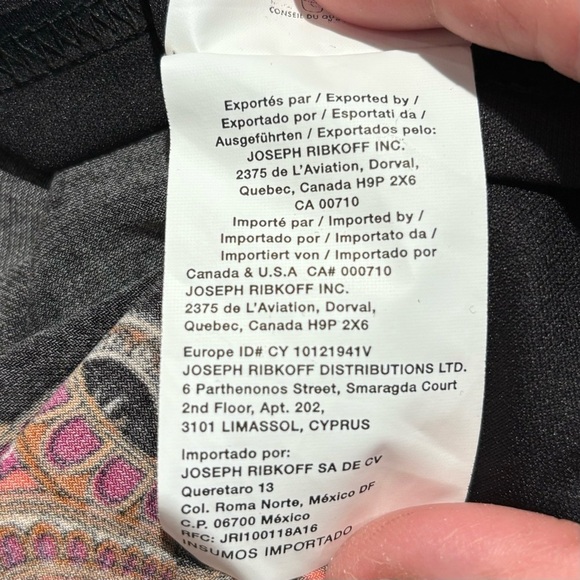 CONSEIL DU
Exportés par / Exported by /
Exportado por / Esportati da /
Ausgeführten / Exportados pelo:
JOSEPH RIBKOFF INC.
2375 de L'Aviation, Dorval,
Quebec, Canada H9P 2X6
CA 00710
Importé par / Imported by /
Importado por / Importato da /
Importiert von / Importado por
Canada & U.S.A CA# 000710
JOSEPH RIBKOFF INC.
2375 de L'Aviation, Dorval,
Quebec, Canada H9P 2X6
Europe ID# CY 10121941V
JOSEPH RIBKOFF DISTRIBUTIONS LTD.
6 Parthenonos Street, Smaragda Court
2nd Floor, Apt. 202,
3101 LIMASSOL, CYPRUS
Importado por:
JOSEPH RIBKOFF SA DE CV
Queretaro 13
Col. Roma Norte, México DF
C.P. 06700 México
RFC: JRI100118A16
INSUMOS IMPORTADO